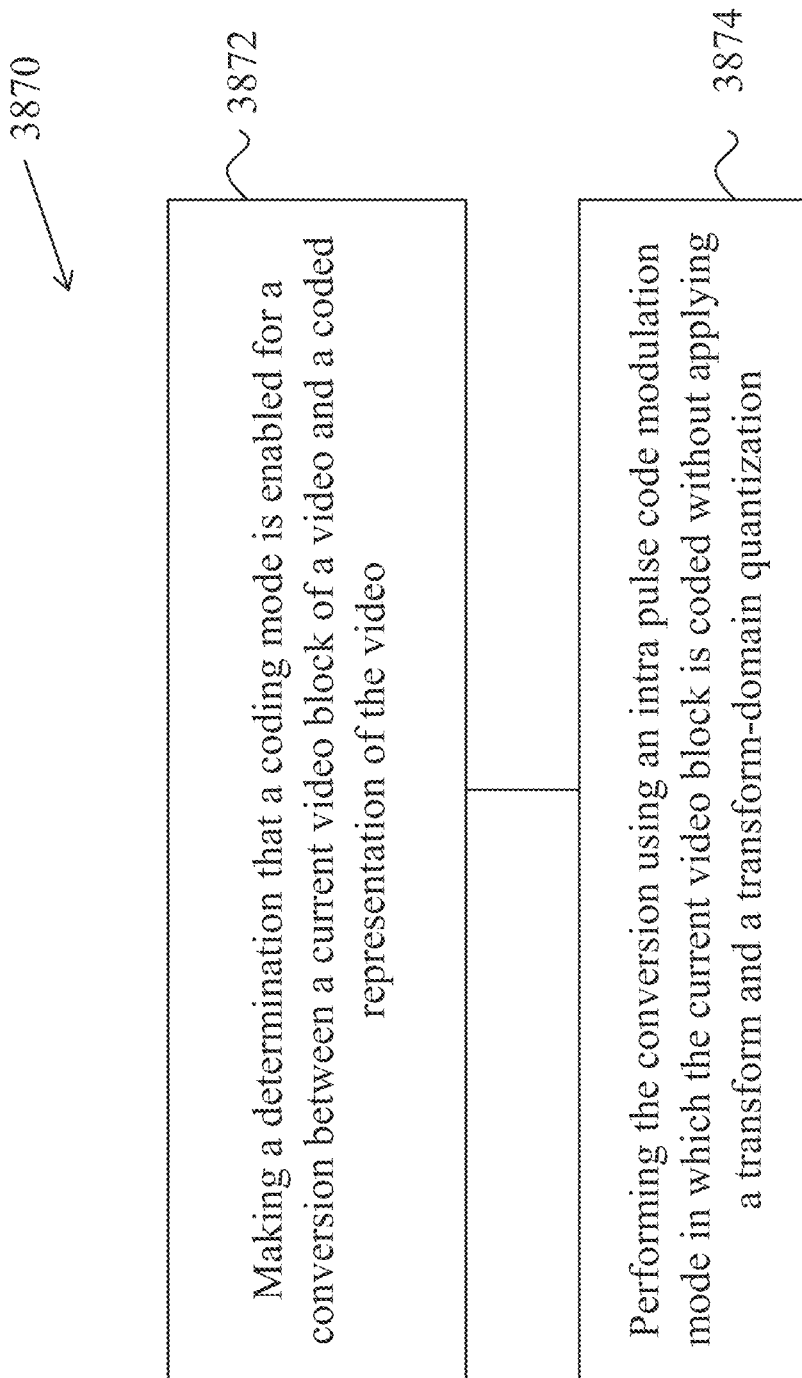 3870
3872
Making a determination that a coding mode is enabled for a
conversion between a current video block of a video and a coded
representation of the video
3874
Performing the conversion using an intra pulse code modulation
mode in which the current video block is coded without applying
a transform and a transform-domain quantization